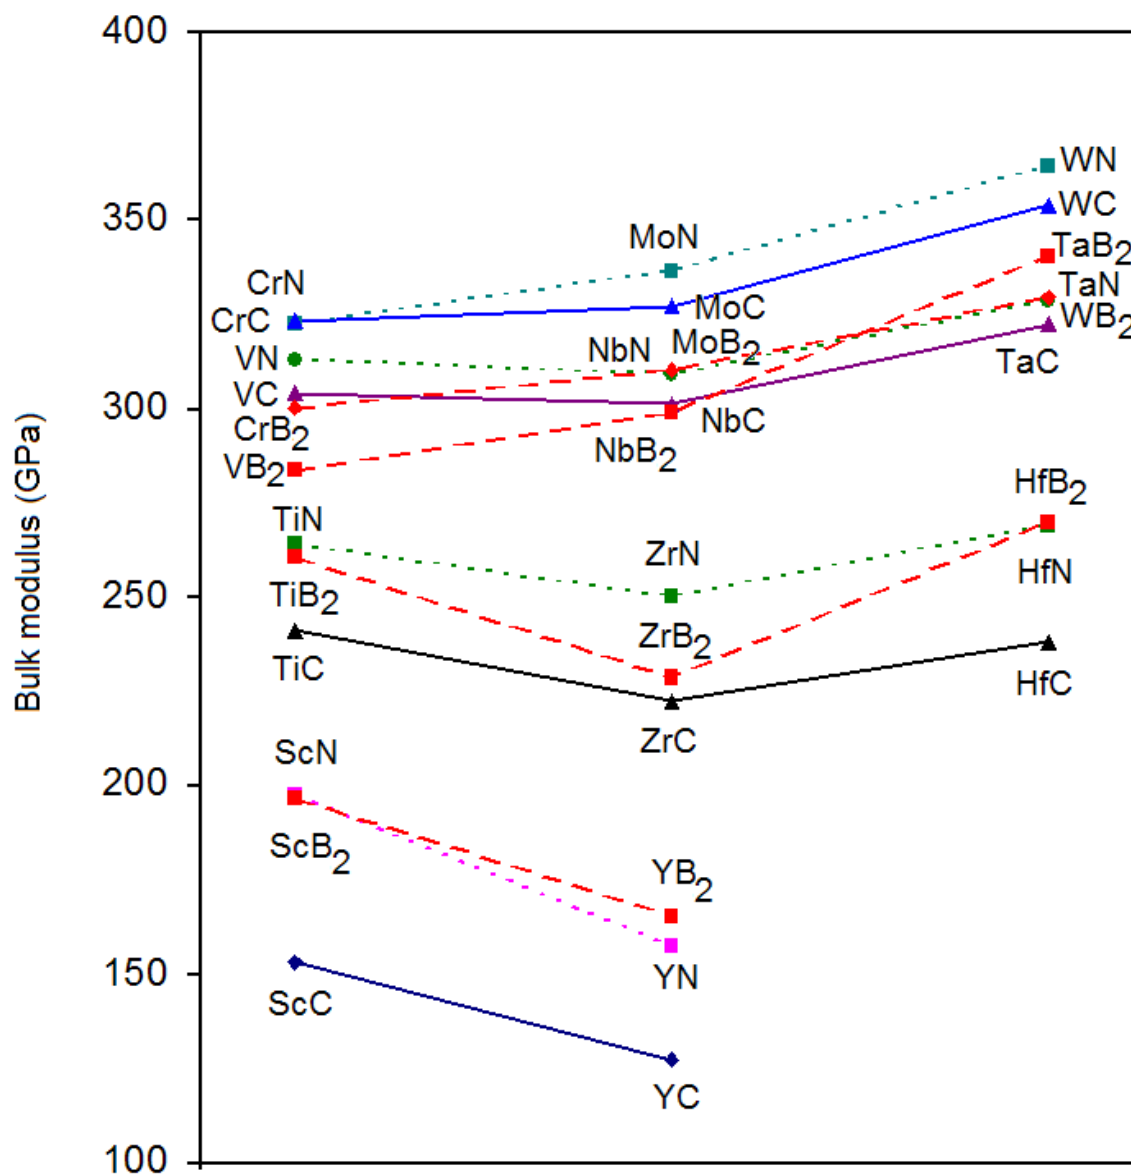 400
350
300
250
200
150
100
Bulk modulus (GPa)
CrN
CrC
VN
VC
CrB2
VB2
TiN
TiB2
TiC
ScN
ScB2
ScC
MoN
MoC
NbN
MoB2
NbC
NbB2
ZrN
ZrB2
ZrC
YB2
YN
YC
WN
WC
TaB2
TaN
WB2
TaC
HfB2
HfN
HfC